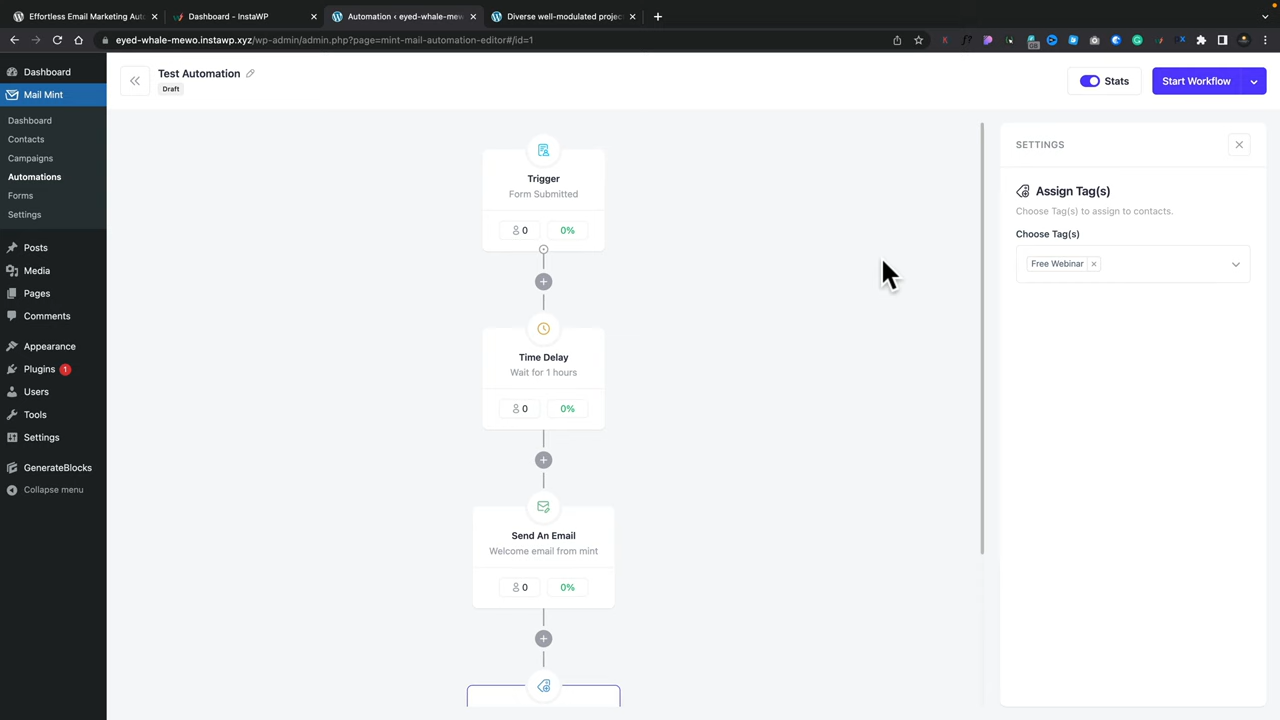 Effortless Email Marketing Aut
Dashboard - InstaWP
Automation ‹ eyed-whale-mew
Diverse well-modulated projec
eyed-whale-mewo.instawp.xyz/wp-admin/admin.php?page=mint-mail-automation-editor#/id=1
Dashboard
Mail Mint
Dashboard
Contacts
Campaigns
Automations
Forms
Settings
Posts
Media
Pages
Comments
Appearance
Plugins 1
Users
Tools
Settings
GenerateBlocks
Collapse menu
Test Automation
Draft
Stats
Start Workflow
Trigger
Form Submitted
0 0%
Time Delay
Wait for 1 hours
0 0%
Send An Email
Welcome email from mint
0 0%
SETTINGS
Assign Tag(s)
Choose Tag(s) to assign to contacts.
Choose Tag(s)
Free Webinar